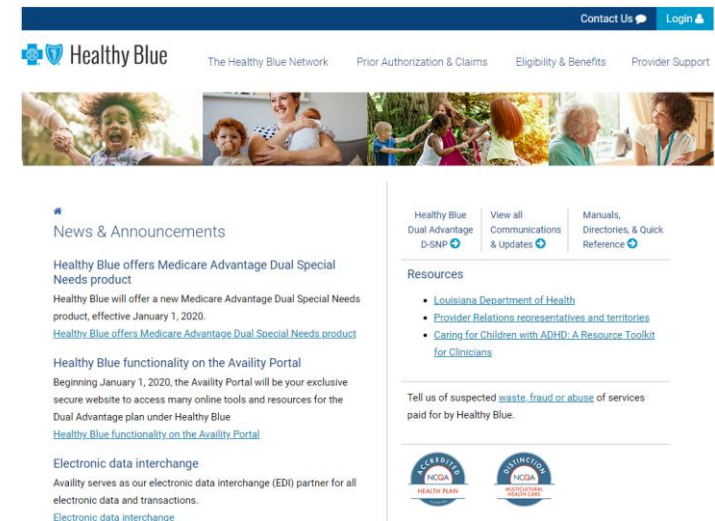 Contact Us
Login
Healthy Blue
The Healthy Blue Network
Prior Authorization & Claims
Eligibility & Benefits
Provider Support
News & Announcements
Healthy Blue offers Medicare Advantage Dual Special
Needs product
Healthy Blue will offer a new Medicare Advantage Dual Special Needs
product, effective January 1, 2020.
Healthy Blue offers Medicare Advantage Dual Special Needs product
Healthy Blue functionality on the Availity Portal
Beginning January 1, 2020, the Availity Portal will be your exclusive
secure website to access many online tools and resources for the
Dual Advantage plan under Healthy Blue
Healthy Blue functionality on the Availity Portal
Electronic data interchange
Availity serves as our electronic data interchange (EDI) partner for all
electronic data and transactions.
Electronic data interchange
Healthy Blue
Dual Advantage
D-SNP
View all
Communications
& Updates
Manuals,
Directories, & Quick
Reference
Resources
Louisiana Department of Health
Provider Relations representatives and territories
Caring for Children with ADHD: A Resource Toolkit
for Clinicians
Tell us of suspected waste, fraud or abuse of services
paid for by Healthy Blue.
ACCREDITED
NCQA
HEALTH PLAN
DISTINCTION
NCQA
MULTICULTURAL
HEALTH CARE